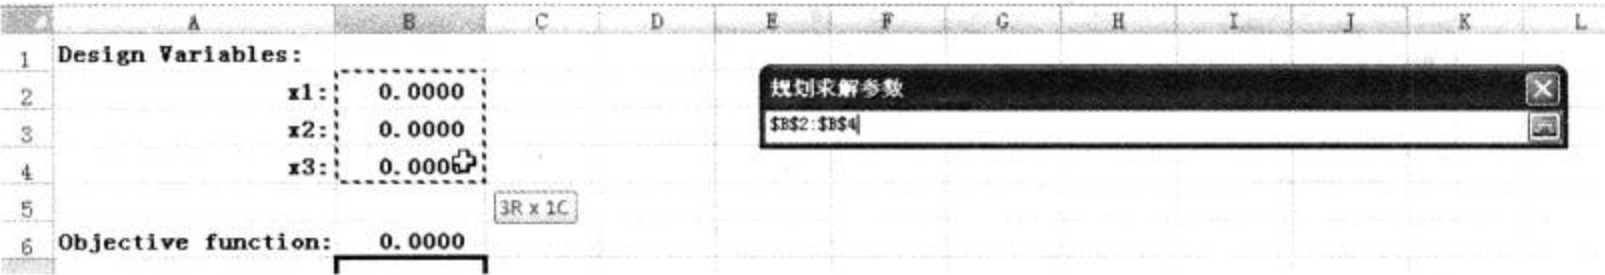 A B C D E F G H I J K L
1 Design Variables:
2 x1: 0.0000
3 x2: 0.0000
4 x3: 0.0000
5
6 Objective function: 0.0000
3R x 1C
规划求解参数
$B$2:$B$4